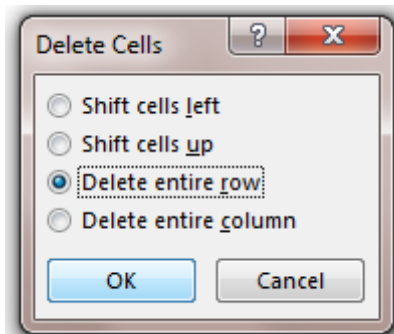 Delete Cells
?
Shift cells left
Shift cells up
Delete entire row
Delete entire column
OK Cancel